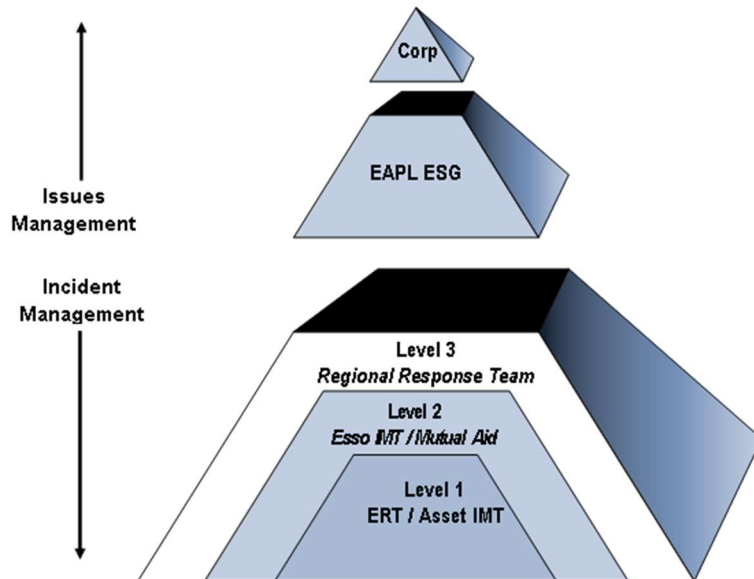 Corp
EAPL ESG
Issues
Management
Incident
Management
Level 3
Regional Response Team
Level 2
Esso IMT / Mutual Aid
Level 1
ERT / Asset IMT